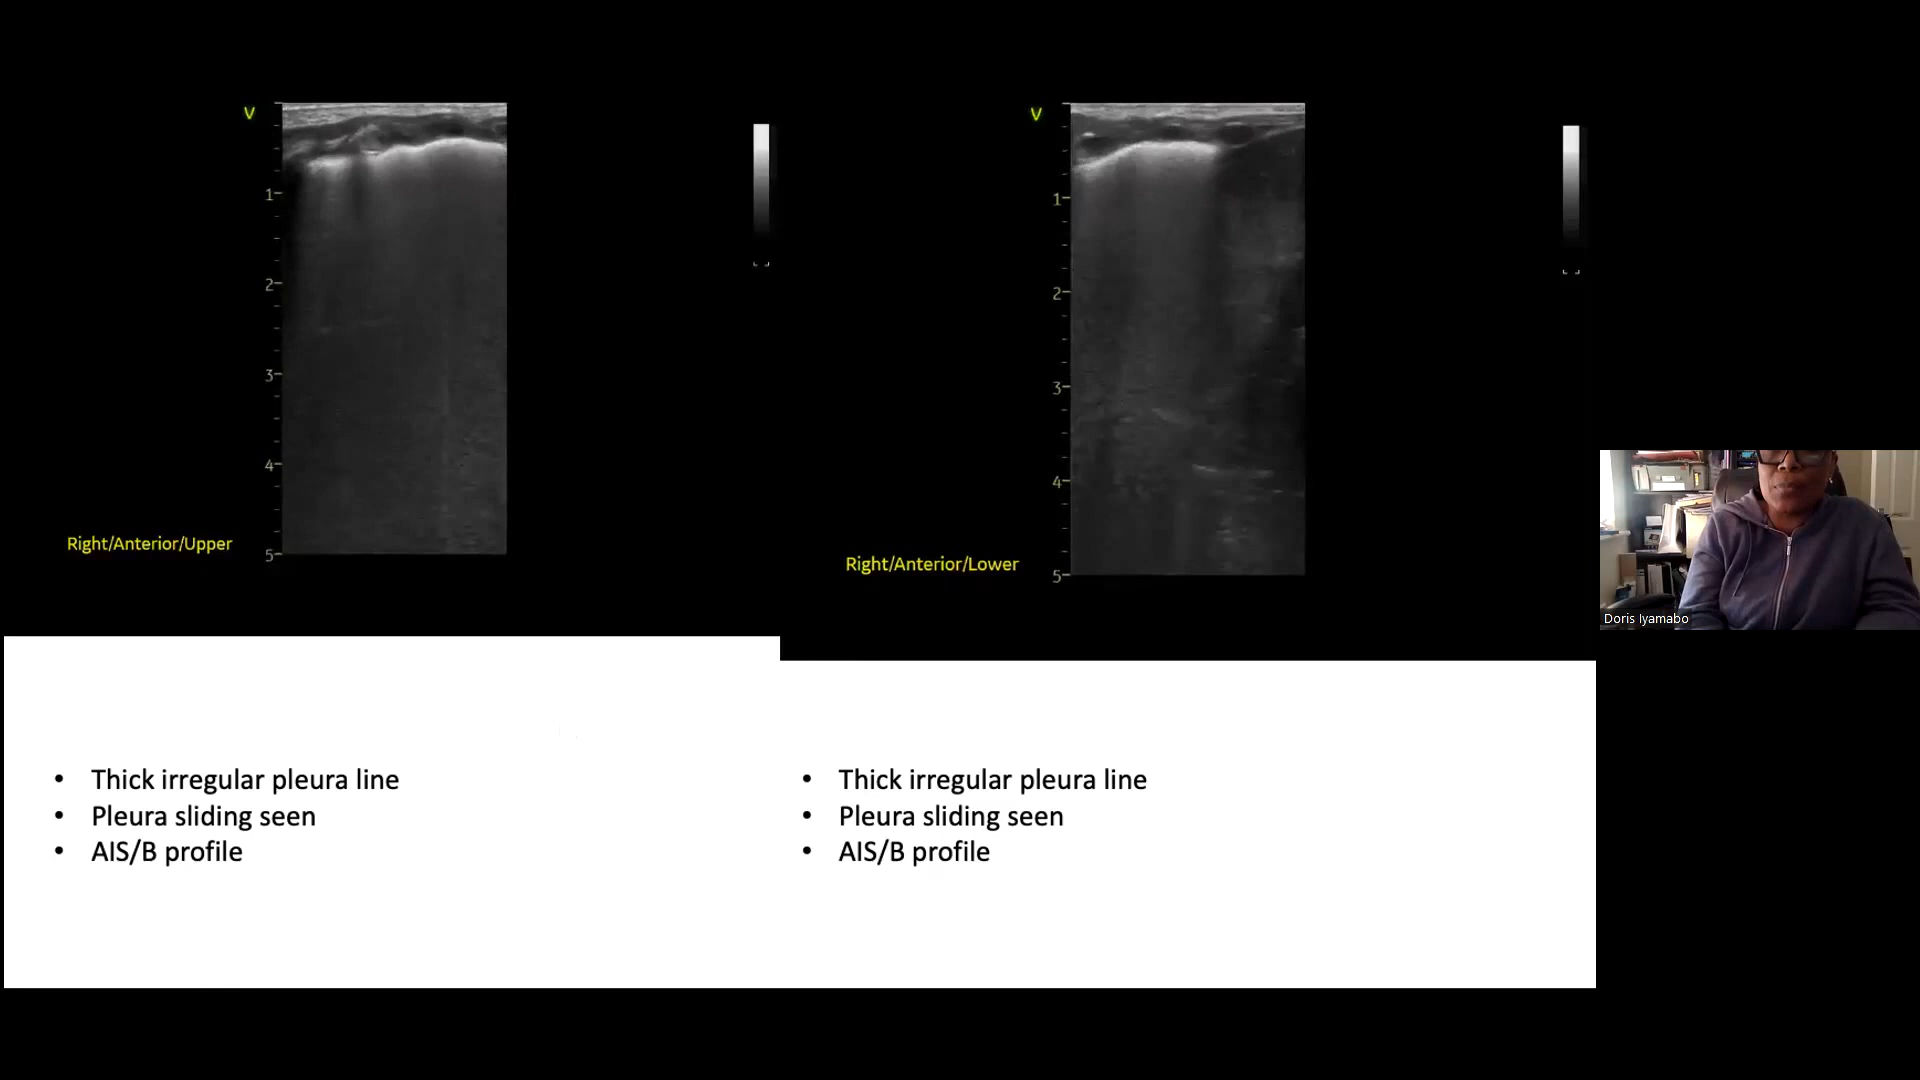 V
1
2
3
4
5
Right/Anterior/Upper
V
1
2
3
4
5
Right/Anterior/Lower
Doris Iyamabo
• Thick irregular pleura line
• Pleura sliding seen
• AIS/B profile
• Thick irregular pleura line
• Pleura sliding seen
• AIS/B profile